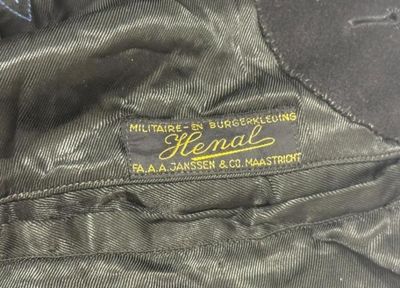 MILITAIRE- EN BURGERKLEDING
Henal
FA. A.A. JANSSEN & CO. MAASTRICHT